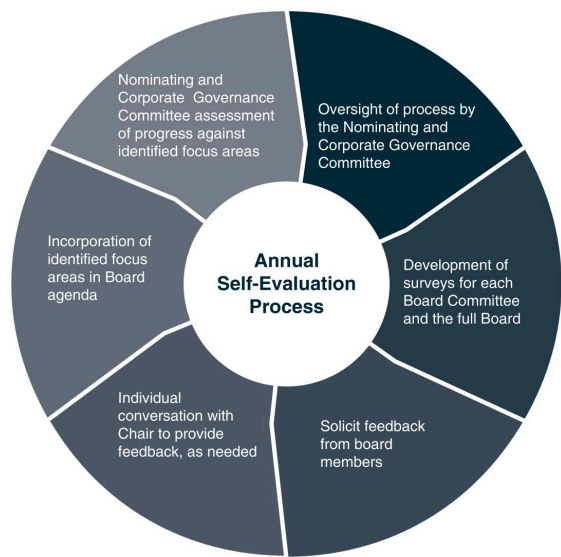 Nominating and
Corporate Governance
Committee assessment
of progress against
identified focus areas
Oversight of process by
the Nominating and
Corporate Governance
Committee
Development of
surveys for each
Board Committee
and the full Board
Solicit feedback
from board
members
Individual
conversation with
Chair to provide
feedback, as needed
Incorporation of
identified focus
areas in Board
agenda
Annual
Self-Evaluation
Process